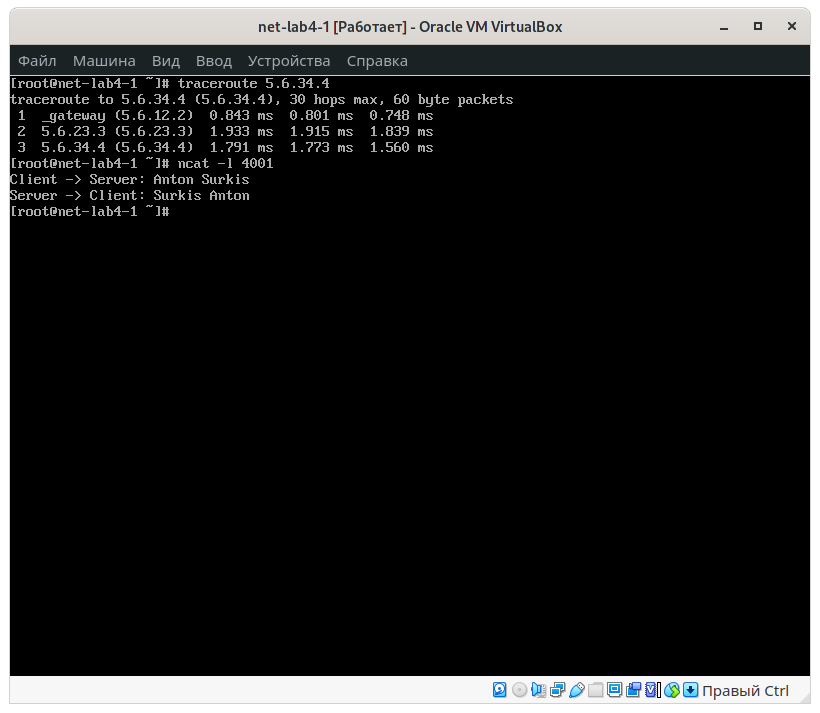 net-lab4-1 [Работает] - Oracle VM VirtualBox
Файл Машина Вид Ввод Устройства Справка
[root@net-lab4-1 ~]# traceroute 5.6.34.4
traceroute to 5.6.34.4 (5.6.34.4), 30 hops max, 60 byte packets
1 _gateway (5.6.12.2) 0.843 ms 0.801 ms 0.748 ms
2 5.6.23.3 (5.6.23.3) 1.933 ms 1.915 ms 1.839 ms
3 5.6.34.4 (5.6.34.4) 1.791 ms 1.773 ms 1.560 ms
[root@net-lab4-1 ~]# ncat -l 4001
Client -> Server: Anton Surkis
Server -> Client: Surkis Anton
[root@net-lab4-1 ~]#
Правый Ctrl